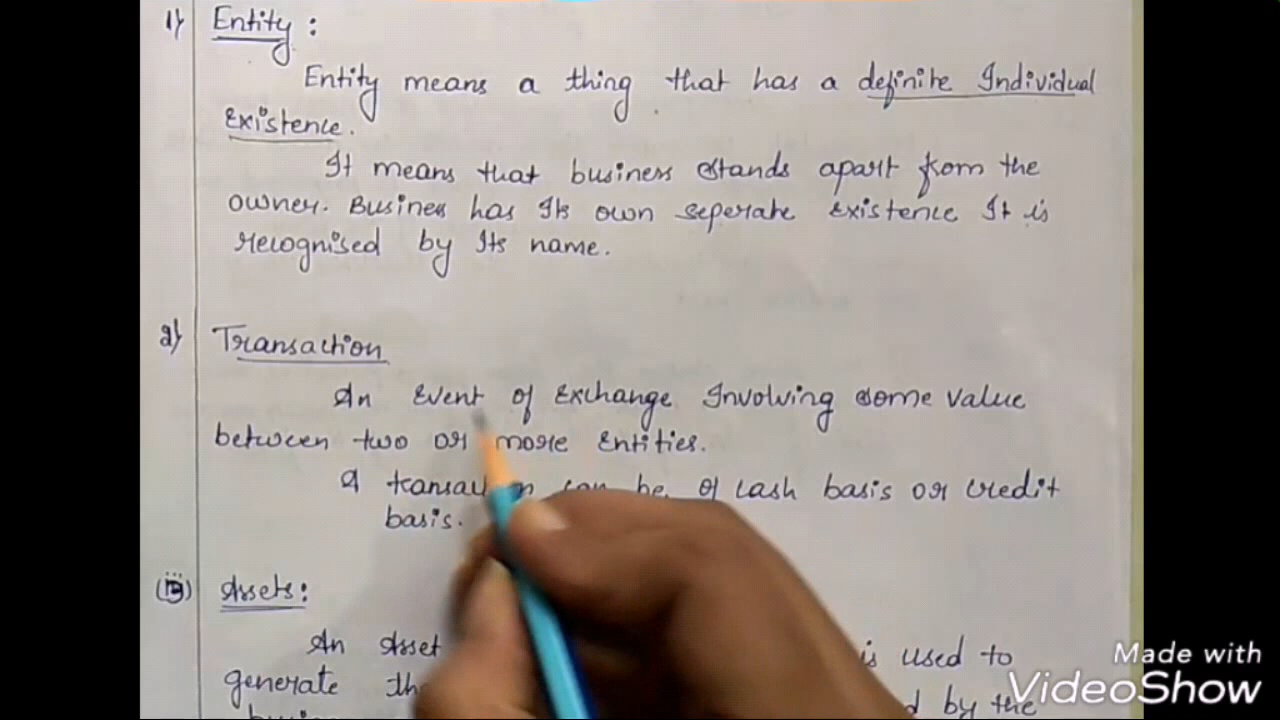 1) Entity :
Entity means a thing that has a definite Individual
Existence.
It means that business stands apart from the
owner. Business has Its own seperate Existence It is
recognised by Its name.
2) Transaction
An Event of Exchange Involving some value
between two or more Entities.
A can be of cash basis or credit
basis.
Assets:
An Asset is used to
generate by the
Made with
VideoShow